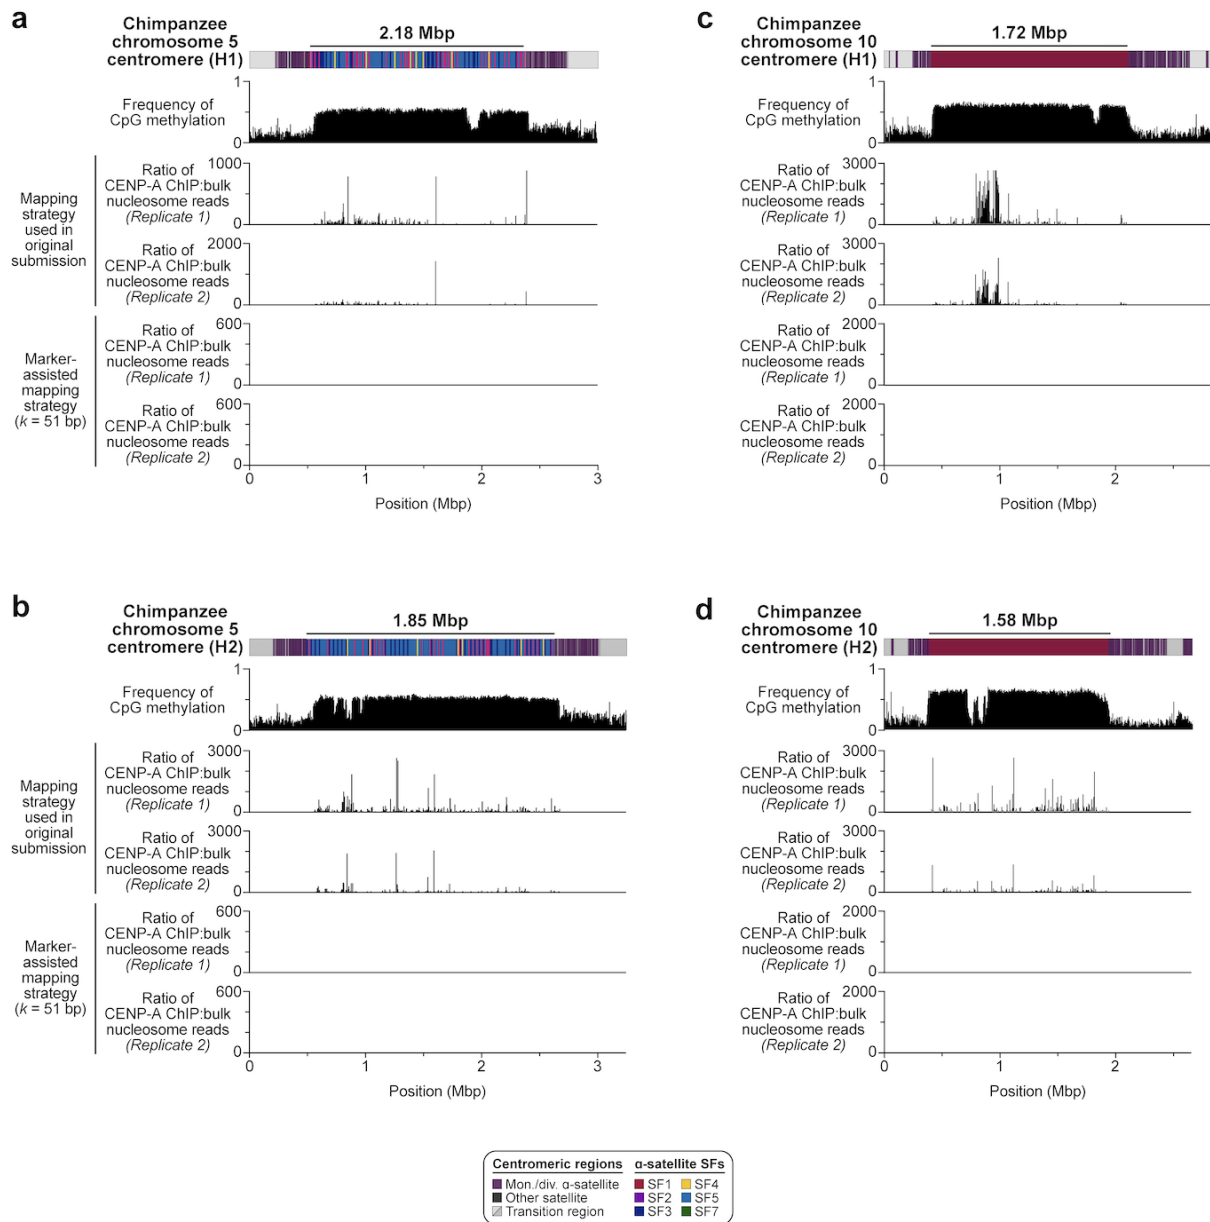 a
Chimpanzee
chromosome 5
centromere (H1)
2.18 Mbp
Frequency of
CpG methylation
1
0
Mapping
strategy
used in
original
submission
Ratio of
CENP-A ChIP:bulk
nucleosome reads
(Replicate 1)
1000
0
Ratio of
CENP-A ChIP:bulk
nucleosome reads
(Replicate 2)
2000
0
Marker-
assisted
mapping
strategy
(k = 51 bp)
Ratio of
CENP-A ChIP:bulk
nucleosome reads
(Replicate 1)
600
0
Ratio of
CENP-A ChIP:bulk
nucleosome reads
(Replicate 2)
600
0
0 1 2 3
Position (Mbp)
c
Chimpanzee
chromosome 10
centromere (H1)
1.72 Mbp
Frequency of
CpG methylation
1
0
Ratio of
CENP-A ChIP:bulk
nucleosome reads
(Replicate 1)
3000
0
Ratio of
CENP-A ChIP:bulk
nucleosome reads
(Replicate 2)
3000
0
Ratio of
CENP-A ChIP:bulk
nucleosome reads
(Replicate 1)
2000
0
Ratio of
CENP-A ChIP:bulk
nucleosome reads
(Replicate 2)
2000
0
0 1 2
Position (Mbp)
b
Chimpanzee
chromosome 5
centromere (H2)
1.85 Mbp
Frequency of
CpG methylation
1
0
Mapping
strategy
used in
original
submission
Ratio of
CENP-A ChIP:bulk
nucleosome reads
(Replicate 1)
3000
0
Ratio of
CENP-A ChIP:bulk
nucleosome reads
(Replicate 2)
3000
0
Marker-
assisted
mapping
strategy
(k = 51 bp)
Ratio of
CENP-A ChIP:bulk
nucleosome reads
(Replicate 1)
600
0
Ratio of
CENP-A ChIP:bulk
nucleosome reads
(Replicate 2)
600
0
0 1 2 3
Position (Mbp)
d
Chimpanzee
chromosome 10
centromere (H2)
1.58 Mbp
Frequency of
CpG methylation
1
0
Ratio of
CENP-A ChIP:bulk
nucleosome reads
(Replicate 1)
3000
0
Ratio of
CENP-A ChIP:bulk
nucleosome reads
(Replicate 2)
3000
0
Ratio of
CENP-A ChIP:bulk
nucleosome reads
(Replicate 1)
2000
0
Ratio of
CENP-A ChIP:bulk
nucleosome reads
(Replicate 2)
2000
0
0 1 2
Position (Mbp)
Centromeric regions
Mon./div. α-satellite
Other satellite
Transition region
α-satellite SFs
SF1 SF4
SF2 SF5
SF3 SF7